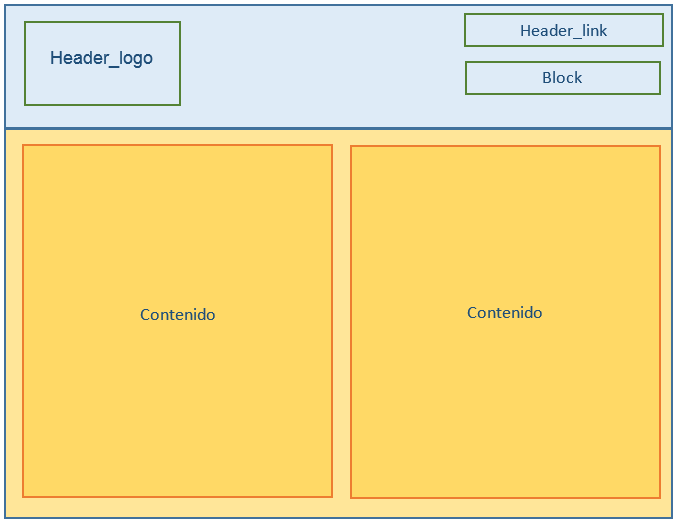 Header_logo
Header_link
Block
Contenido
Contenido